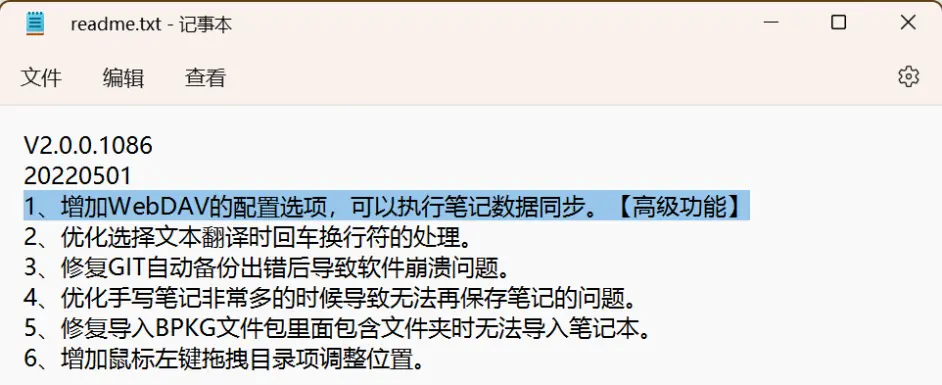 readme.txt - 记事本
文件 编辑 查看
V2.0.0.1086
20220501
1、增加WebDAV的配置选项，可以执行笔记数据同步。【高级功能】
2、优化选择文本翻译时回车换行符的处理。
3、修复GIT自动备份出错后导致软件崩溃问题。
4、优化手写笔记非常多的时候导致无法再保存笔记的问题。
5、修复导入BPKG文件包里面包含文件夹时无法导入笔记本。
6、增加鼠标左键拖拽目录项调整位置。